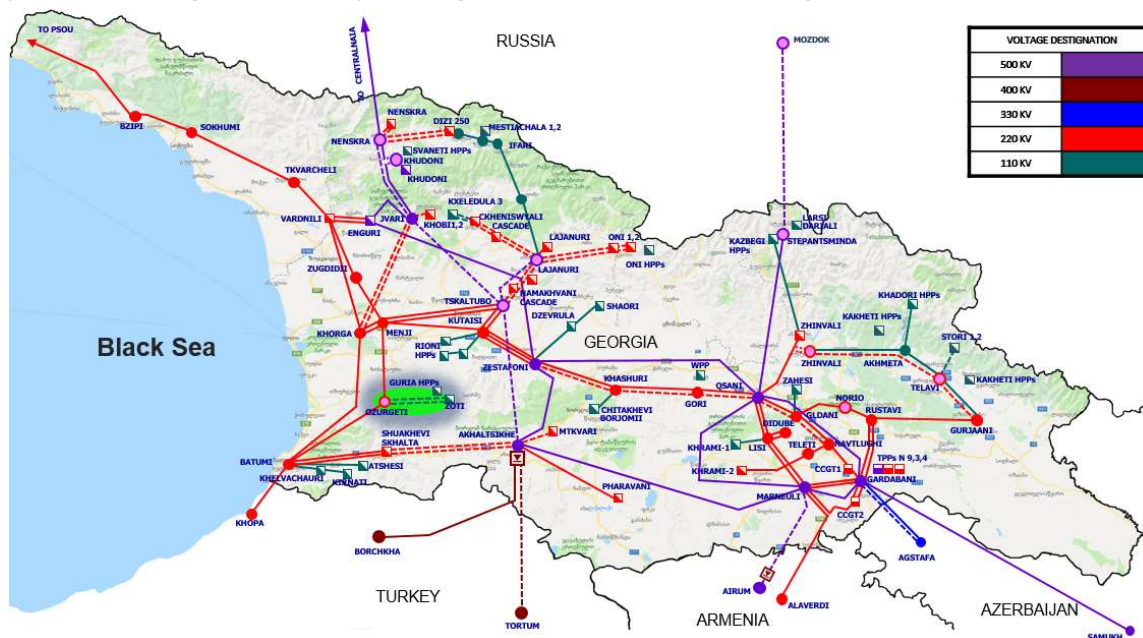 TO PSOU
TO CENTRALNAIA
RUSSIA
MOZDOK
VOLTAGE DESTIGNATION
500 KV
400 KV
330 KV
220 KV
110 KV
BZIPI
SOKHUMI
NENSKRA
DIZI 250
MESTIACHALA 1,2
NENSKRA
IFARI
SVANETI HPPs
KHUDONI
KHUDONI
TKVARCHELI
VARDNILI
ENGURI
JVARI
KHOBI1,2
KXELEDULA 3
CKHENISWYALI
CASCADE
LAJANURI
ONI 1,2
ONI HPPs
LAJANURI
LARSI
DARIALI
KAZBEGI
HPPs
STEPANTSMINDA
ZUGDIDJI
NAMAKHVANI
CASCADE
TSKALTUBO
DZEVRULA
SHAORI
KHADORI HPPs
KAKHETI HPPs
KHORGA
MENJI
KUTAISI
RIONI
HPPs
GEORGIA
ZHINVALI
ZHINVALI
AKHMETA
STORI 1,2
Black Sea
ZESTAFONI
KHASHURI
WPP
QSANI
ZAHESI
TELAVI
KAKHETI HPPs
GURIA HPPs
OZURGETI
ZOTI
CHITAKHEVI
BORJOMII
GORI
NORIO
GLDANI
RUSTAVI
GURJAANI
DIDUBE
SHUAKHEVI
SKHALTA
AKHALTSIKHE
MTKVARI
KHRAMI-1
LISI
TELETI
NAVTLUGHI
BATUMI
ATSHESI
KHELVACHAURI
KINNATI
KHRAMI-2
CCGT1
TPPs N 9,3,4
GARDABANI
PHARAVANI
MARNEULI
CCGT2
KHOPA
BORCHKHA
AGSTAFA
AIRUM
ALAVERDI
TURKEY
ARMENIA
AZERBAIJAN
TORTUM
SAMUKH